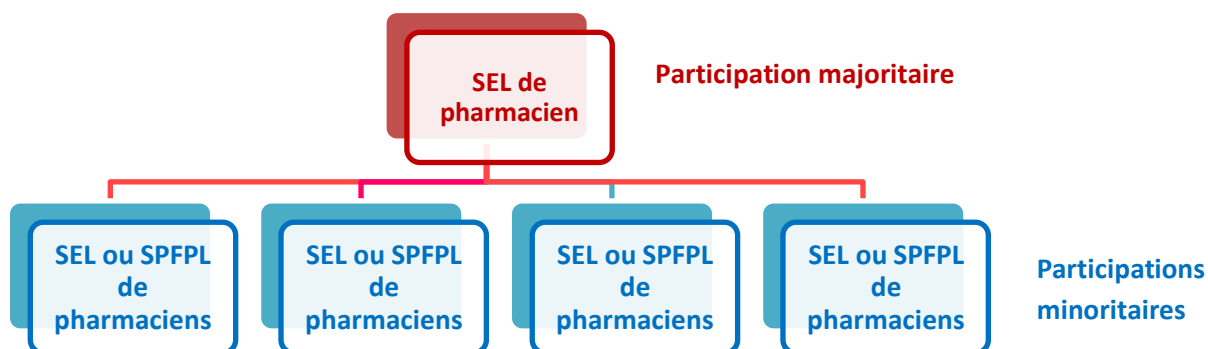 SEL de
pharmacien
Participation majoritaire
SEL ou SPFPL
de
pharmaciens
SEL ou SPFPL
de
pharmaciens
SEL ou SPFPL
de
pharmaciens
SEL ou SPFPL
de
pharmaciens
Participations
minoritaires